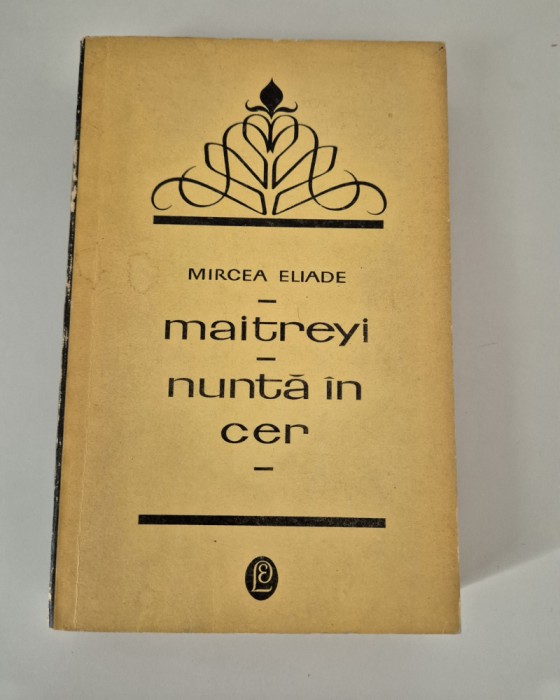 MIRCEA ELIADE
maitreyi
nuntă în
cer